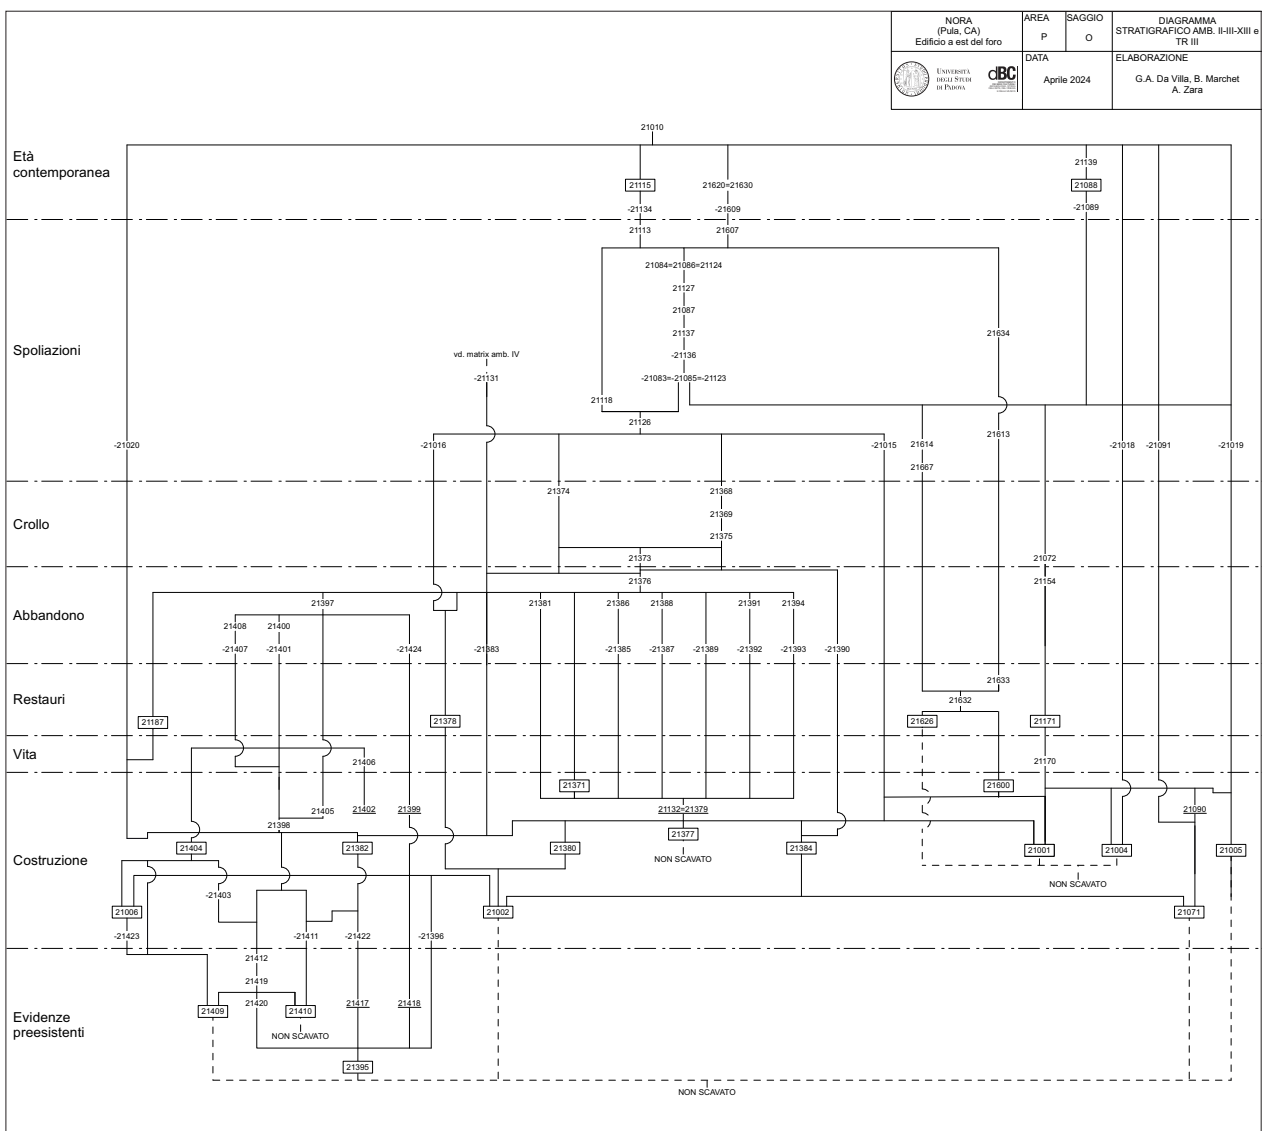 NORA
(Pula, CA)
Edificio a est del foro
AREA
P
SAGGIO
O
DIAGRAMMA
STRATIGRAFICO AMB. II-III-XIII e
TR III
UNIVERSITÀ
DEGLI STUDI
DI PADOVA
dBC
DATA
Aprile 2024
ELABORAZIONE
G.A. Da Villa, B. Marchet
A. Zara
21010
Età
contemporanea
21139
21115
21620=21630
21088
-21134
-21609
-21089
21113
21607
21084=21086=21124
21127
21087
21137
21634
Spoliazioni
vd. matrix amb. IV
-21136
-21131
-21083=-21085=-21123
21118
21126
21613
-21020
-21016
-21015
21614
-21018
-21091
-21019
21667
21374
21368
21369
Crollo
21375
21373
21072
21376
21154
21397
21381
21386
21388
21391
21394
Abbandono
21408
21400
-21407
-21401
-21424
-21383
-21385
-21387
-21389
-21392
-21393
-21390
21633
Restauri
21632
21187
21378
21626
21171
Vita
21406
21170
21371
21600
21405
21402
21399
21132=21379
21090
21398
21377
21404
21382
21380
NON SCAVATO
21384
21001
21004
21005
Costruzione
NON SCAVATO
-21403
21006
21002
21071
-21423
-21411
-21422
-21396
21412
21419
21420
21417
21418
21409
21410
Evidenze
preesistenti
NON SCAVATO
21395
NON SCAVATO